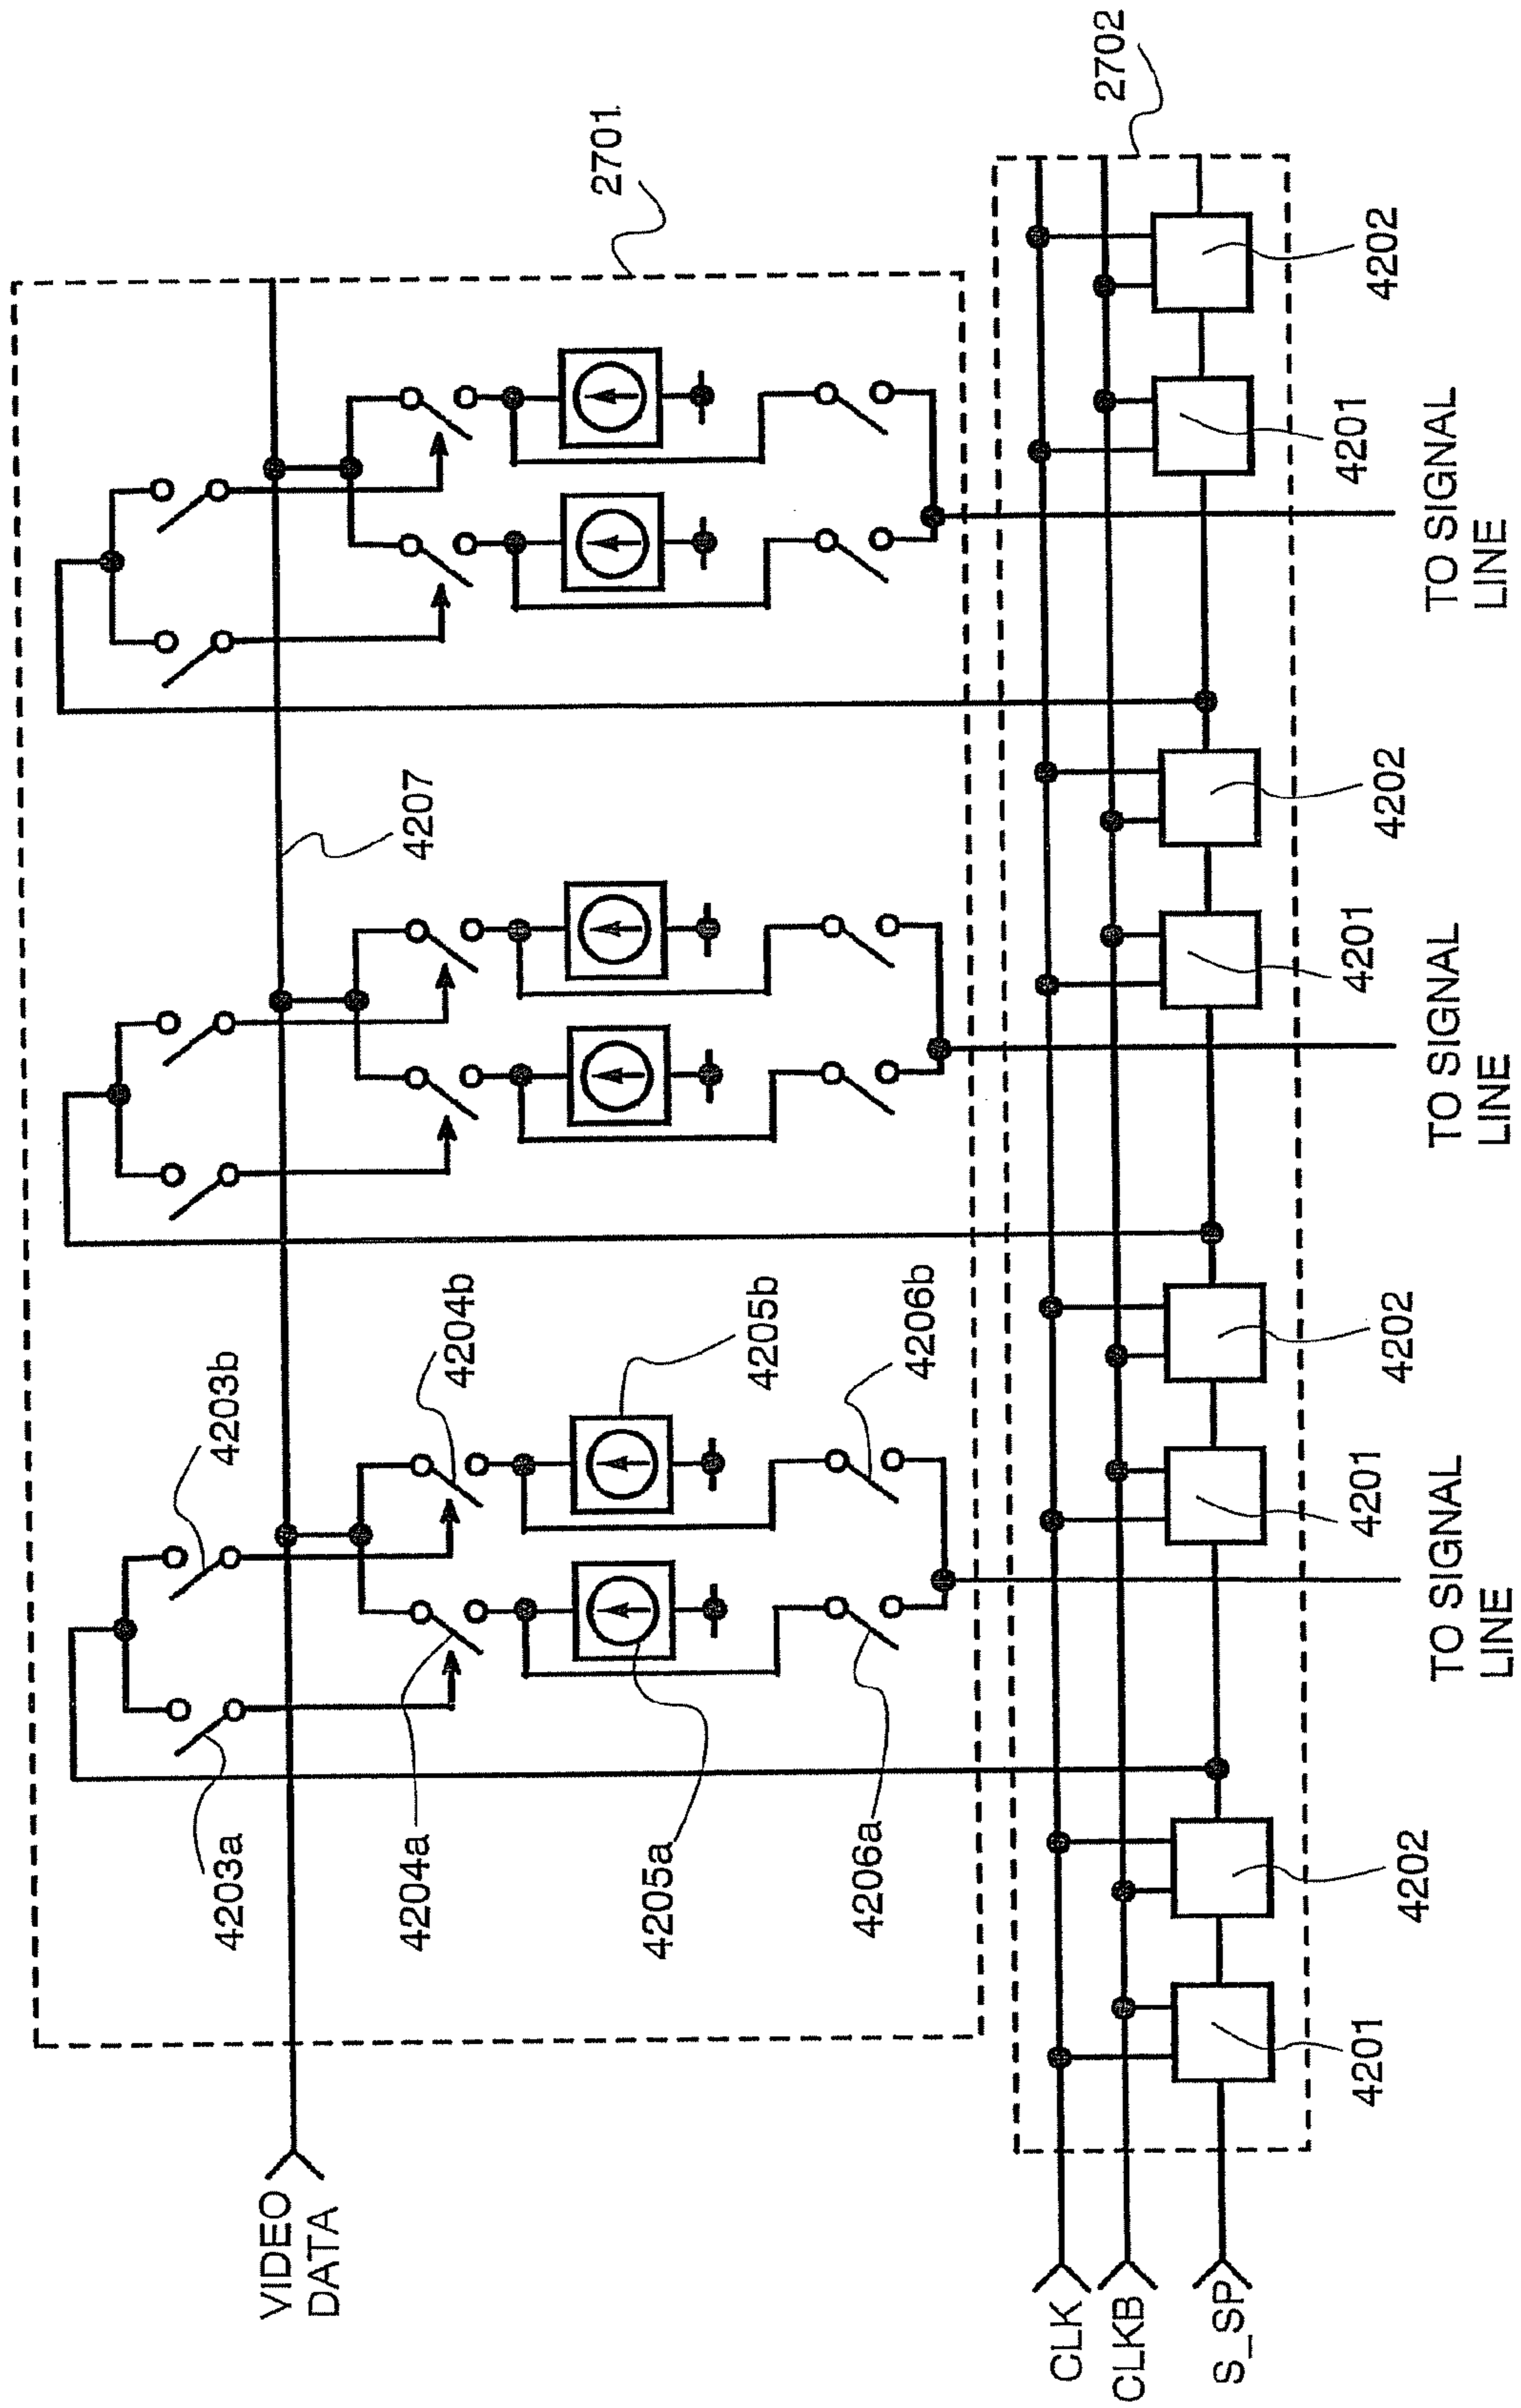 2701
4203b
4203a
4207
VIDEO
DATA
4204b
4204a
4205b
4205a
4206b
4206a
2702
CLK
CLKB
S_SP
4201
4202
4201
4202
4201
4202
4201
4202
TO SIGNAL
LINE
TO SIGNAL
LINE
TO SIGNAL
LINE